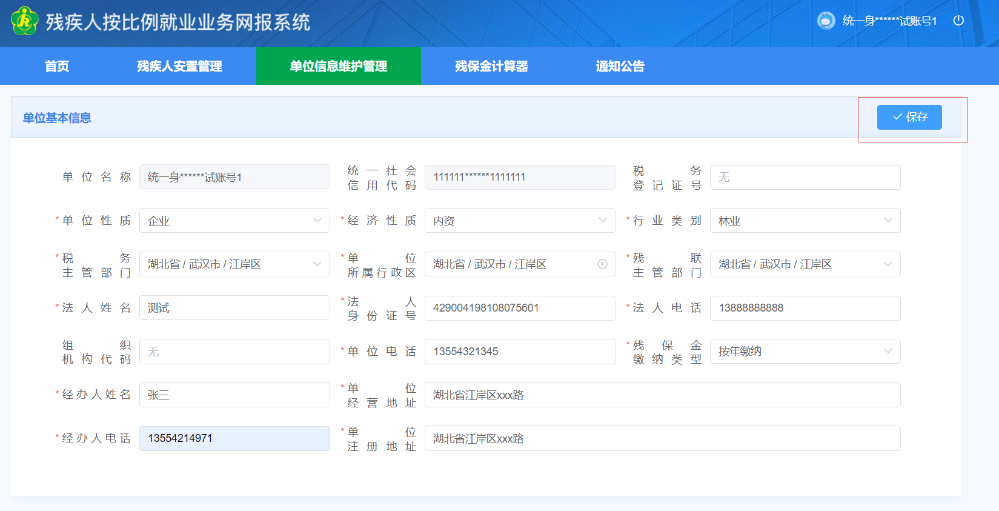 残疾人按比例就业业务网报系统
统一身******试账号1
首页 残疾人安置管理 单位信息维护管理 残保金计算器 通知公告
单位基本信息
保存
单位名称 统一身******试账号1
统一社会
信用代码 111111******1111111
税务
登记证号 无
*单位性质 企业
*经济性质 内资
*行业类别 林业
*税务
主管部门 湖北省 / 武汉市 / 江岸区
*单位
所属行政区 湖北省 / 武汉市 / 江岸区
*残联
主管部门 湖北省 / 武汉市 / 江岸区
*法人姓名 测试
*法人
身份证号 429004198108075601
*法人电话 13888888888
组织
机构代码 无
*单位电话 13554321345
*残保金
缴纳类型 按年缴纳
*经办人姓名 张三
*单位
经营地址 湖北省江岸区xxx路
*经办人电话 13554214971
*单位
注册地址 湖北省江岸区xxx路